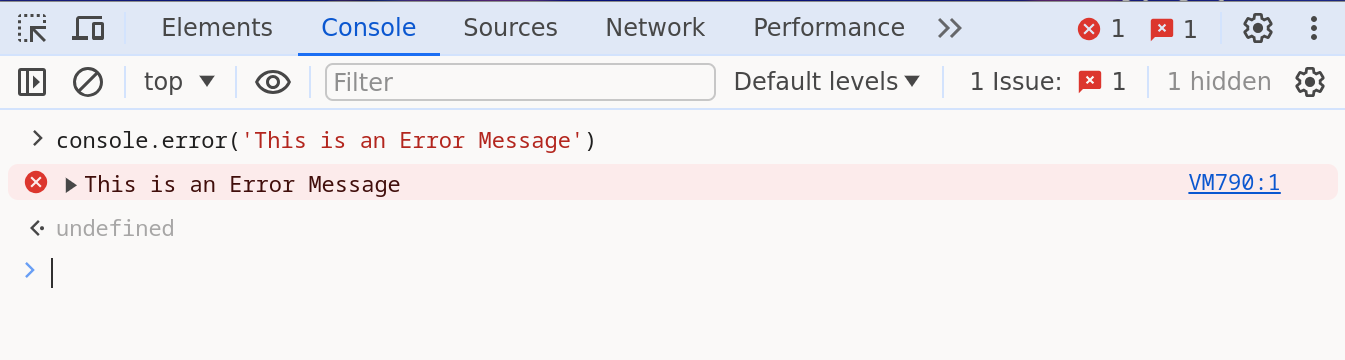 Elements Console Sources Network Performance 1 1
top Filter Default levels 1 Issue: 1 1 hidden
console.error('This is an Error Message')
This is an Error Message VM790:1
undefined